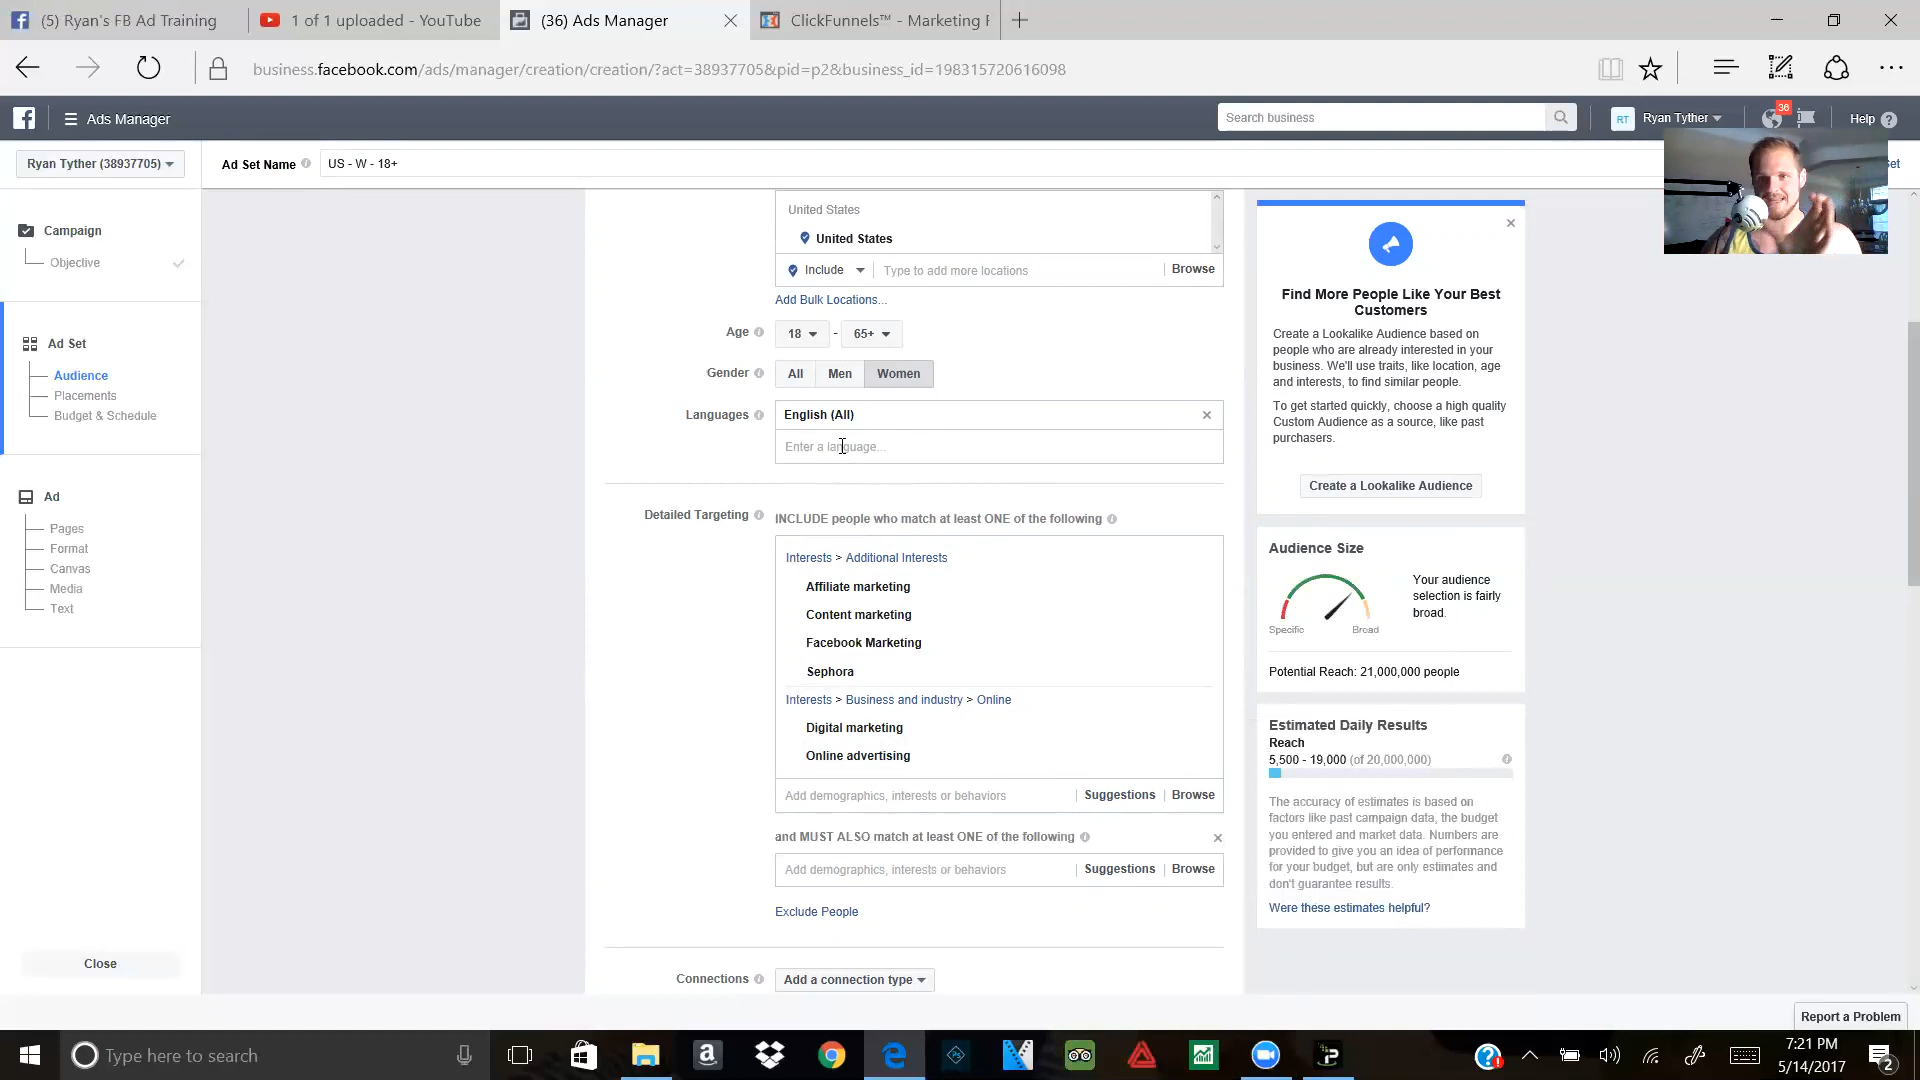 (5) Ryan's FB Ad Training
1 of 1 uploaded - YouTube
(36) Ads Manager
ClickFunnels™ - Marketing F
business.facebook.com/ads/manager/creation/creation/?act=38937705&pid=p2&business_id=198315720616098
Ads Manager
Search business
RT
Ryan Tyther
36
Help
Ryan Tyther (38937705)
Ad Set Name
US - W - 18+
Set
Campaign
Objective
Ad Set
Audience
Placements
Budget & Schedule
Ad
Pages
Format
Canvas
Media
Text
Close
United States
United States
Include
Type to add more locations
Browse
Add Bulk Locations...
Age
18
-
65+
Gender
All
Men
Women
Languages
English (All)
Enter a language...
Detailed Targeting
INCLUDE people who match at least ONE of the following
Interests > Additional Interests
Affiliate marketing
Content marketing
Facebook Marketing
Sephora
Interests > Business and industry > Online
Digital marketing
Online advertising
Add demographics, interests or behaviors
Suggestions
Browse
and MUST ALSO match at least ONE of the following
Add demographics, interests or behaviors
Suggestions
Browse
Exclude People
Connections
Add a connection type
Find More People Like Your Best
Customers
Create a Lookalike Audience based on
people who are already interested in your
business. We'll use traits, like location, age
and interests, to find similar people.
To get started quickly, choose a high quality
Custom Audience as a source, like past
purchasers.
Create a Lookalike Audience
Audience Size
Your audience
selection is fairly
broad.
Specific
Broad
Potential Reach: 21,000,000 people
Estimated Daily Results
Reach
5,500 - 19,000 (of 20,000,000)
The accuracy of estimates is based on
factors like past campaign data, the budget
you entered and market data. Numbers are
provided to give you an idea of performance
for your budget, but are only estimates and
don't guarantee results.
Were these estimates helpful?
Report a Problem
Type here to search
7:21 PM
5/14/2017
2